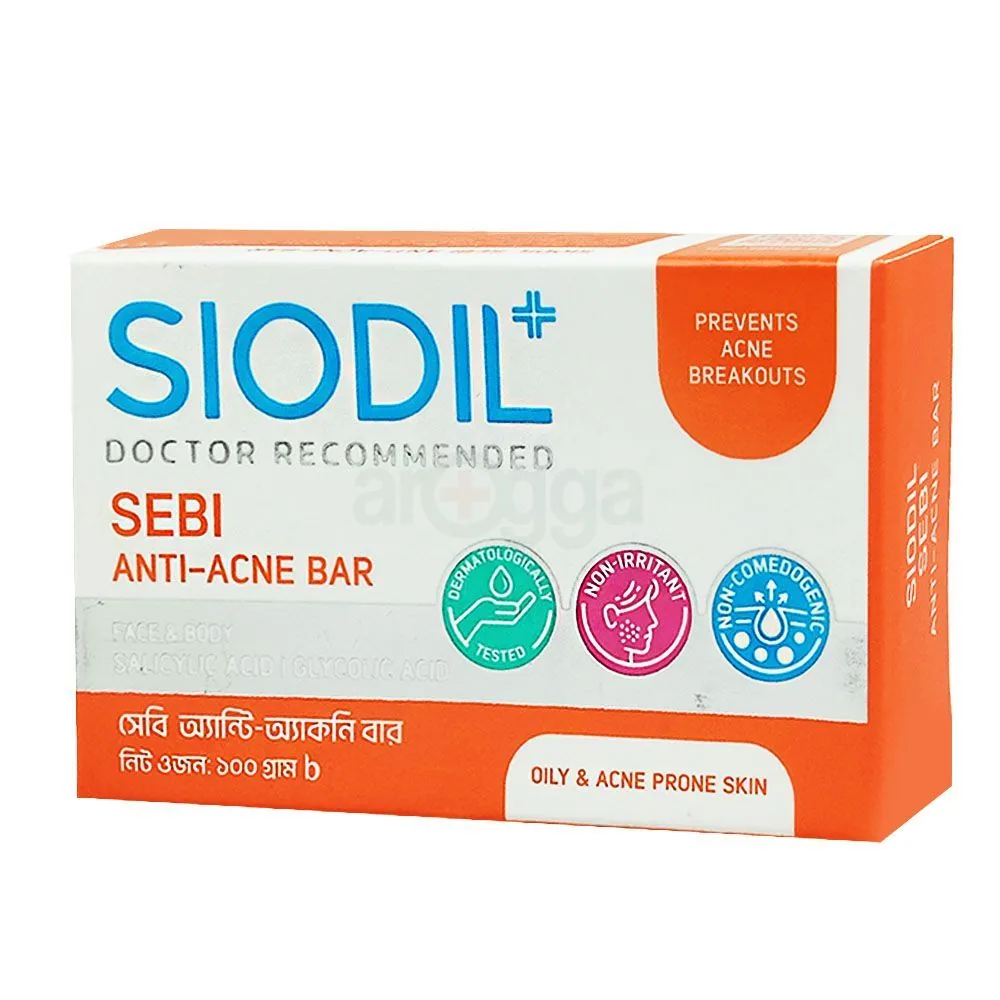 SIODIL
DOCTOR RECOMMENDED
SEBI
ANTI-ACNE BAR
FACE & BODY
SALICYLIC ACID | GLYCOLIC ACID
সেবি অ্যান্টি-অ্যাকনি বার
নিট ওজন: ১০০ গ্রাম b
PREVENTS
ACNE
BREAKOUTS
DERMATOLOGICALLY
TESTED
NON-IRRITANT
NON-COMEDOGENIC
OILY & ACNE PRONE SKIN
SIODIL
SEBI
ANTI-ACNE BAR
arogga